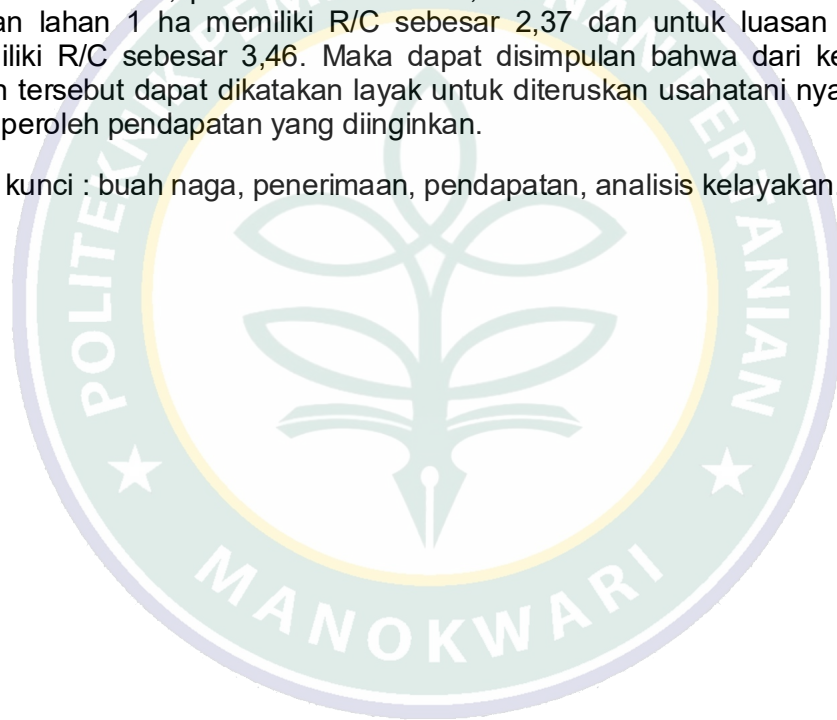 an lahan 1 ha memiliki R/C sebesar 2,37 dan untuk luasan
iliki R/C sebesar 3,46. Maka dapat disimpulan bahwa dari ke
n tersebut dapat dikatakan layak untuk diteruskan usahatani nya
peroleh pendapatan yang diinginkan.
kunci : buah naga, penerimaan, pendapatan, analisis kelayakan
POLITEKNIK PE AN PERTANIAN
MANOKWARI